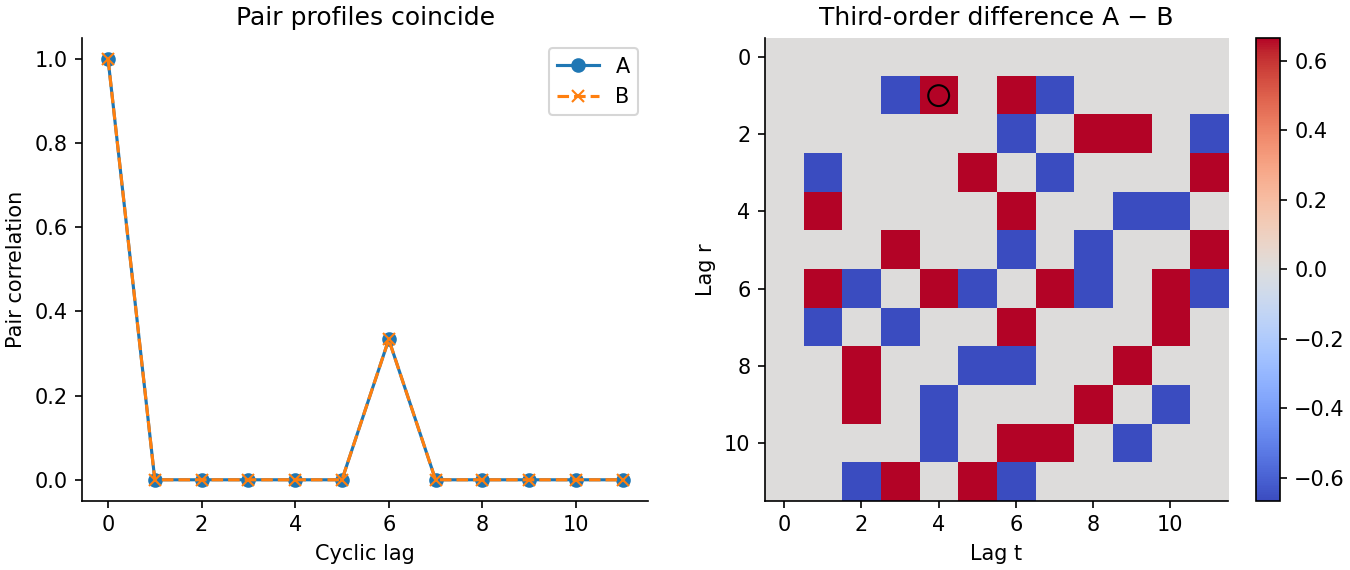 Pair profiles coincide
1.0
0.8
0.6
0.4
0.2
0.0
Pair correlation
0 2 4 6 8 10
Cyclic lag
A
B
Third-order difference A − B
0
2
4
6
8
10
Lag r
0 2 4 6 8 10
Lag t
0.6
0.4
0.2
0.0
−0.2
−0.4
−0.6